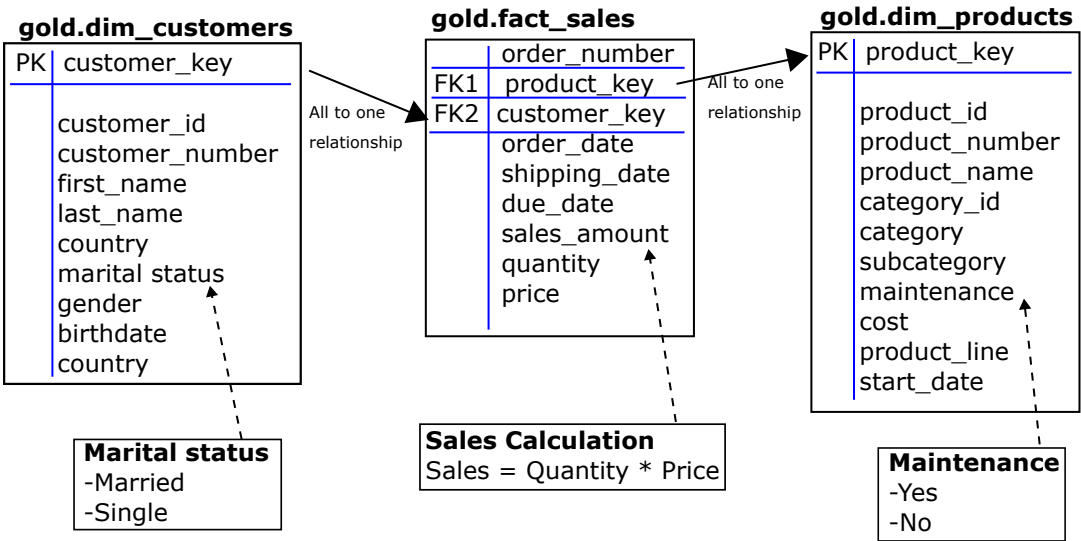 gold.dim_customers
PK customer_key
customer_id
customer_number
first_name
last_name
country
marital status
gender
birthdate
country
All to one
relationship
gold.fact_sales
order_number
FK1 product_key
FK2 customer_key
order_date
shipping_date
due_date
sales_amount
quantity
price
All to one
relationship
gold.dim_products
PK product_key
product_id
product_number
product_name
category_id
category
subcategory
maintenance
cost
product_line
start_date
Marital status
-Married
-Single
Sales Calculation
Sales = Quantity * Price
Maintenance
-Yes
-No